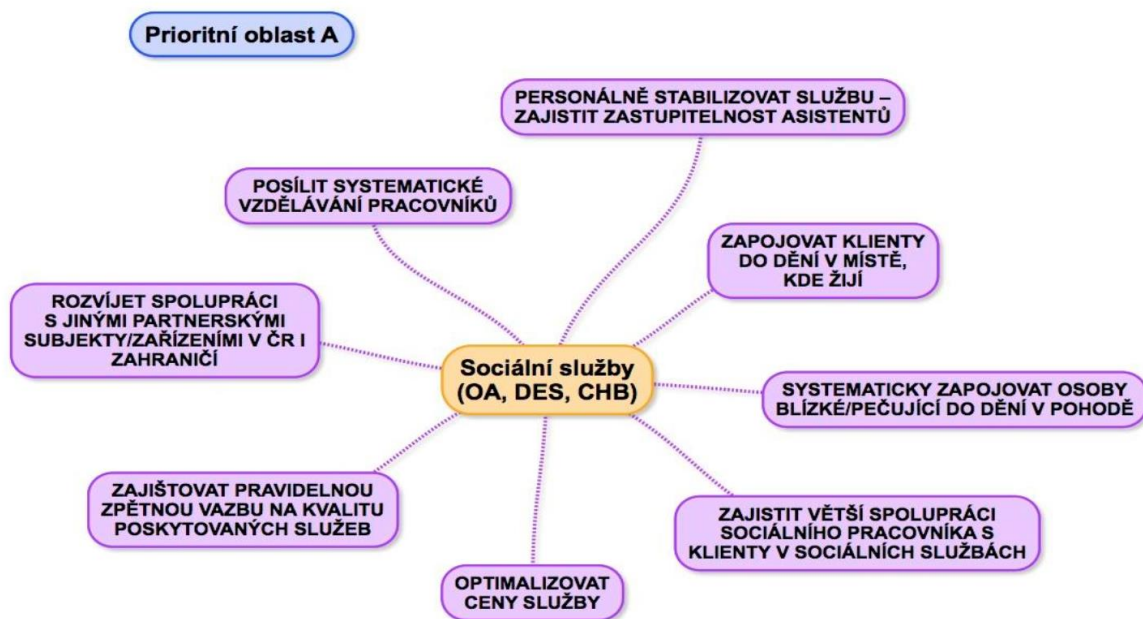 Prioritní oblast A
PERSONÁLNĚ STABILIZOVAT SLUŽBU –
ZAJISTIT ZASTUPITELNOST ASISTENTŮ
POSÍLIT SYSTEMATICKÉ
VZDĚLÁVÁNÍ PRACOVNÍKŮ
ZAPOJOVAT KLIENTY
DO DĚNÍ V MÍSTĚ,
KDE ŽIJÍ
ROZVÍJET SPOLUPRÁCI
S JINÝMI PARTNERSKÝMI
SUBJEKTY/ZAŘÍZENÍMI V ČR I
ZAHRANIČÍ
Sociální služby
(OA, DES, CHB)
SYSTEMATICKY ZAPOJOVAT OSOBY
BLÍZKÉ/PEČUJÍCÍ DO DĚNÍ V POHODĚ
ZAJIŠTOVAT PRAVIDELNOU
ZPĚTNOU VAZBU NA KVALITU
POSKYTOVANÝCH SLUŽEB
ZAJISTIT VĚTŠÍ SPOLUPRÁCI
SOCIÁLNÍHO PRACOVNÍKA S
KLIENTY V SOCIÁLNÍCH SLUŽBÁCH
OPTIMALIZOVAT
CENY SLUŽBY